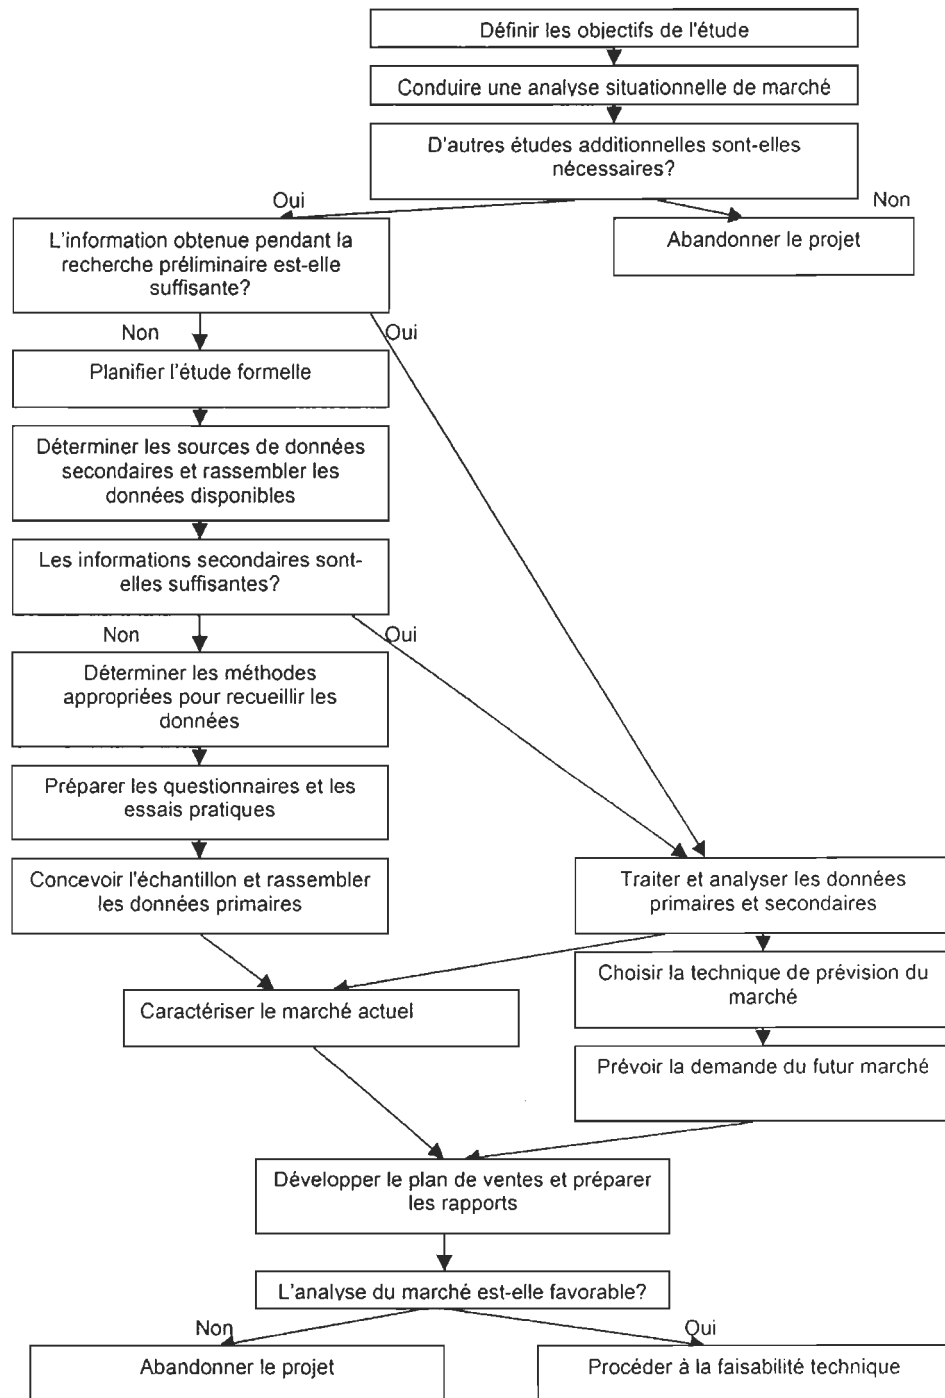 Définir les objectifs de l'étude
Conduire une analyse situationnelle de marché
D'autres études additionnelles sont-elles
nécessaires?
Oui
Non
L'information obtenue pendant la
recherche préliminaire est-elle
suffisante?
Abandonner le projet
Non
Oui
Planifier l'étude formelle
Déterminer les sources de données
secondaires et rassembler les
données disponibles
Les informations secondaires sont-
elles suffisantes?
Non
Oui
Déterminer les méthodes
appropriées pour recueillir les
données
Préparer les questionnaires et les
essais pratiques
Concevoir l'échantillon et rassembler
les données primaires
Traiter et analyser les données
primaires et secondaires
Choisir la technique de prévision du
marché
Caractériser le marché actuel
Prévoir la demande du futur marché
Développer le plan de ventes et préparer
les rapports
L'analyse du marché est-elle favorable?
Non
Oui
Abandonner le projet
Procéder à la faisabilité technique